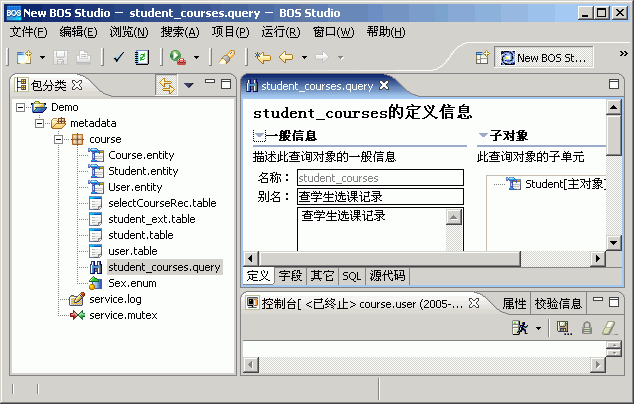 New BOS Studio － student_courses.query － BOS Studio
文件(F) 编辑(E) 浏览(N) 搜索(A) 项目(P) 运行(R) 窗口(W) 帮助(H)
New BOS St...
包分类
Demo
metadata
course
Course.entity
Student.entity
User.entity
selectCourseRec.table
student_ext.table
student.table
user.table
student_courses.query
Sex.enum
service.log
service.mutex
student_courses.query
student_courses的定义信息
一般信息
描述此查询对象的一般信息
名称：student_courses
别名：查学生选课记录
查学生选课记录
子对象
此查询对象的子单元
Student[主对象]
定义 字段 其它 SQL 源代码
控制台[ <已终止> course.user (2005-... 属性 校验信息